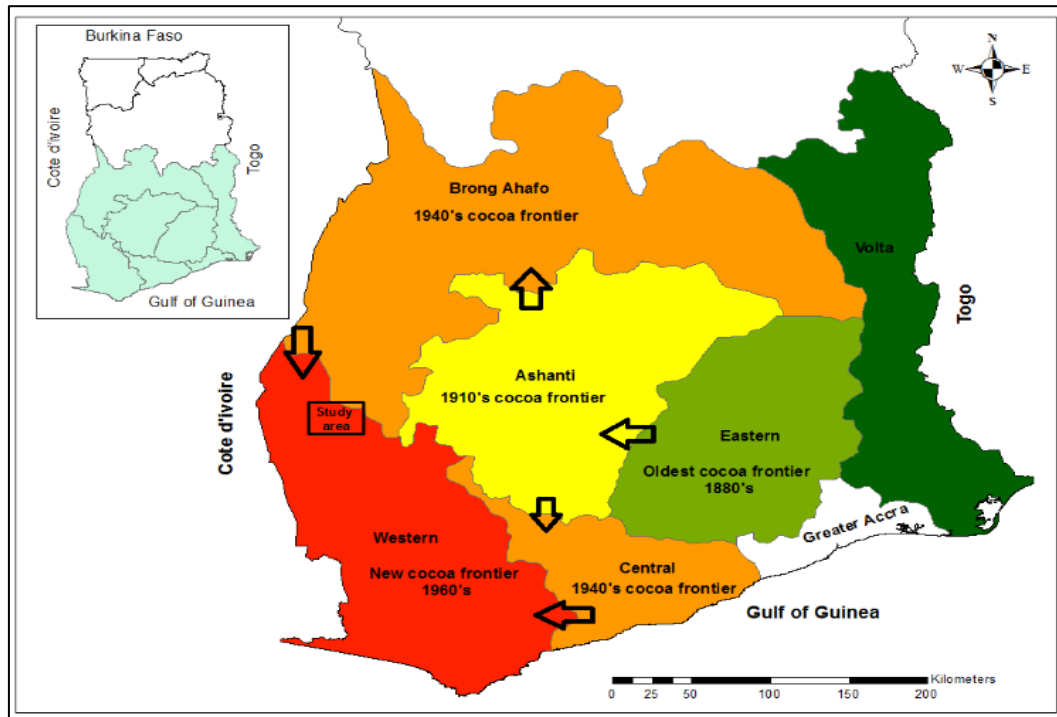 Burkina Faso
Cote d'ivoire
Togo
Gulf of Guinea
N
W
E
S
Brong Ahafo
1940's cocoa frontier
Volta
Togo
Ashanti
1910's cocoa frontier
Cote d'ivoire
Study
area
Eastern
Oldest cocoa frontier
1880's
Greater Accra
Western
New cocoa frontier
1960's
Central
1940's cocoa frontier
Gulf of Guinea
Kilometers
0 25 50 100 150 200